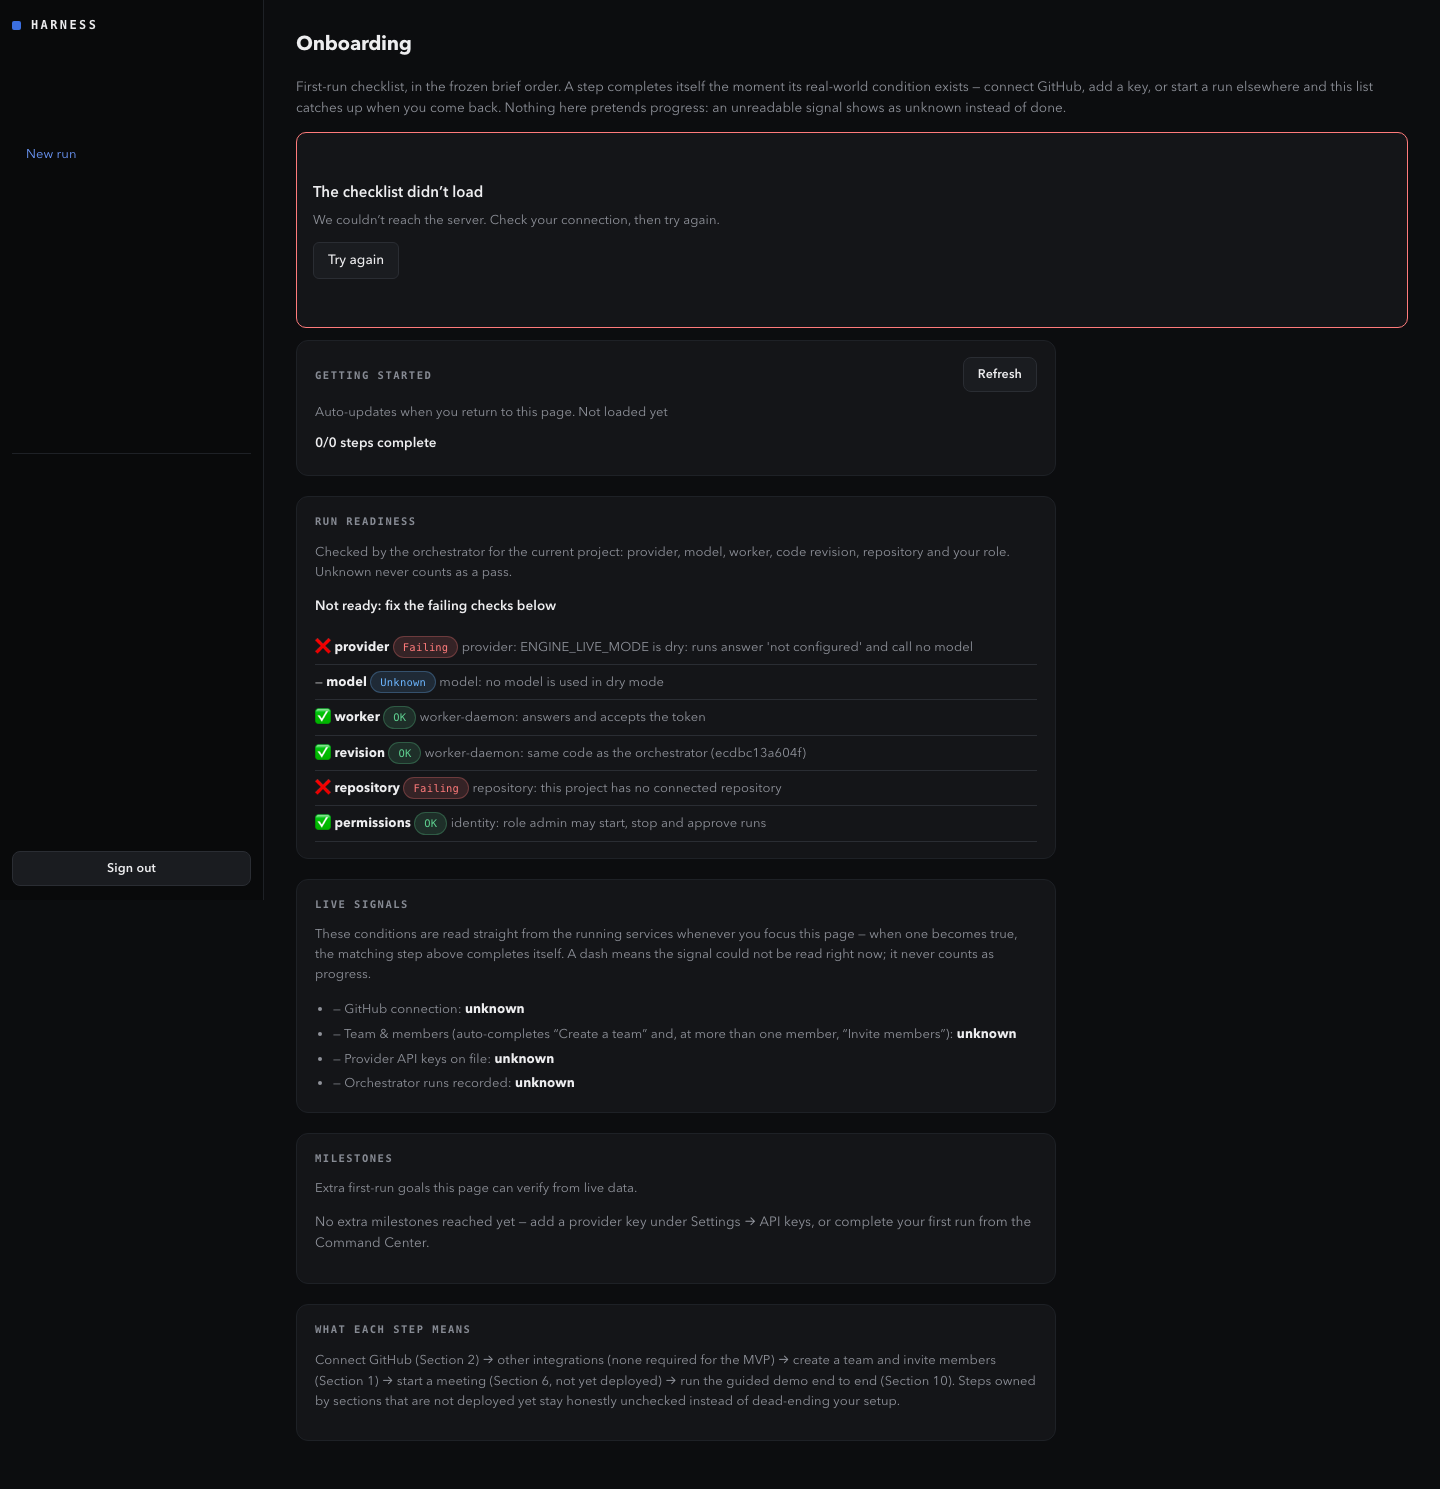 HARNESS
New run
Sign out
Onboarding
First-run checklist, in the frozen brief order. A step completes itself the moment its real-world condition exists — connect GitHub, add a key, or start a run elsewhere and this list
catches up when you come back. Nothing here pretends progress: an unreadable signal shows as unknown instead of done.
The checklist didn’t load
We couldn’t reach the server. Check your connection, then try again.
Try again
GETTING STARTED
Refresh
Auto-updates when you return to this page. Not loaded yet
0/0 steps complete
RUN READINESS
Checked by the orchestrator for the current project: provider, model, worker, code revision, repository and your role.
Unknown never counts as a pass.
Not ready: fix the failing checks below
❌ provider Failing provider: ENGINE_LIVE_MODE is dry: runs answer 'not configured' and call no model
— model Unknown model: no model is used in dry mode
✅ worker OK worker-daemon: answers and accepts the token
✅ revision OK worker-daemon: same code as the orchestrator (ecdbc13a604f)
❌ repository Failing repository: this project has no connected repository
✅ permissions OK identity: role admin may start, stop and approve runs
LIVE SIGNALS
These conditions are read straight from the running services whenever you focus this page — when one becomes true,
the matching step above completes itself. A dash means the signal could not be read right now; it never counts as
progress.
• — GitHub connection: unknown
• — Team & members (auto-completes “Create a team” and, at more than one member, “Invite members”): unknown
• — Provider API keys on file: unknown
• — Orchestrator runs recorded: unknown
MILESTONES
Extra first-run goals this page can verify from live data.
No extra milestones reached yet — add a provider key under Settings → API keys, or complete your first run from the
Command Center.
WHAT EACH STEP MEANS
Connect GitHub (Section 2) → other integrations (none required for the MVP) → create a team and invite members
(Section 1) → start a meeting (Section 6, not yet deployed) → run the guided demo end to end (Section 10). Steps owned
by sections that are not deployed yet stay honestly unchecked instead of dead-ending your setup.